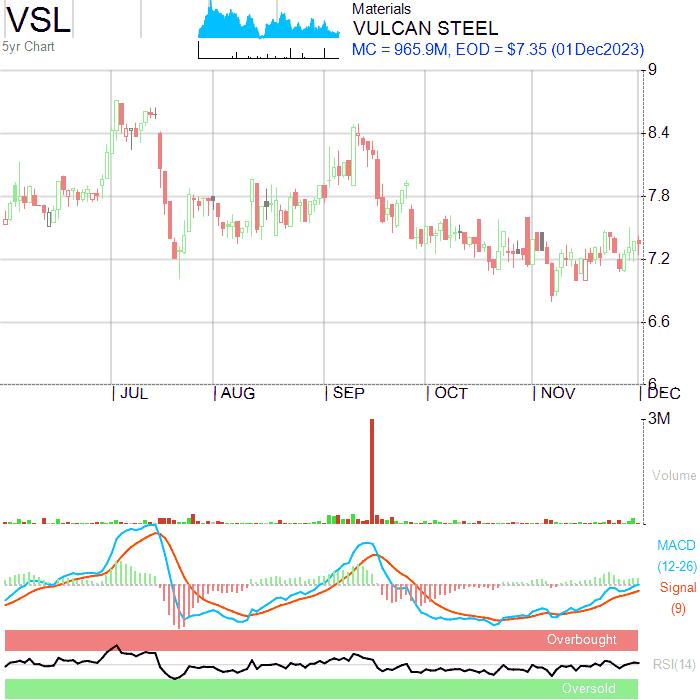 VSL
5yr Chart
Materials
VULCAN STEEL
MC = 965.9M, EOD = $7.35 (01Dec2023)
9
8.4
7.8
7.2
6.6
6
JUL AUG SEP OCT NOV DEC
3M
Volume
MACD
(12-26)
Signal
(9)
Overbought
RSI(14)
Oversold